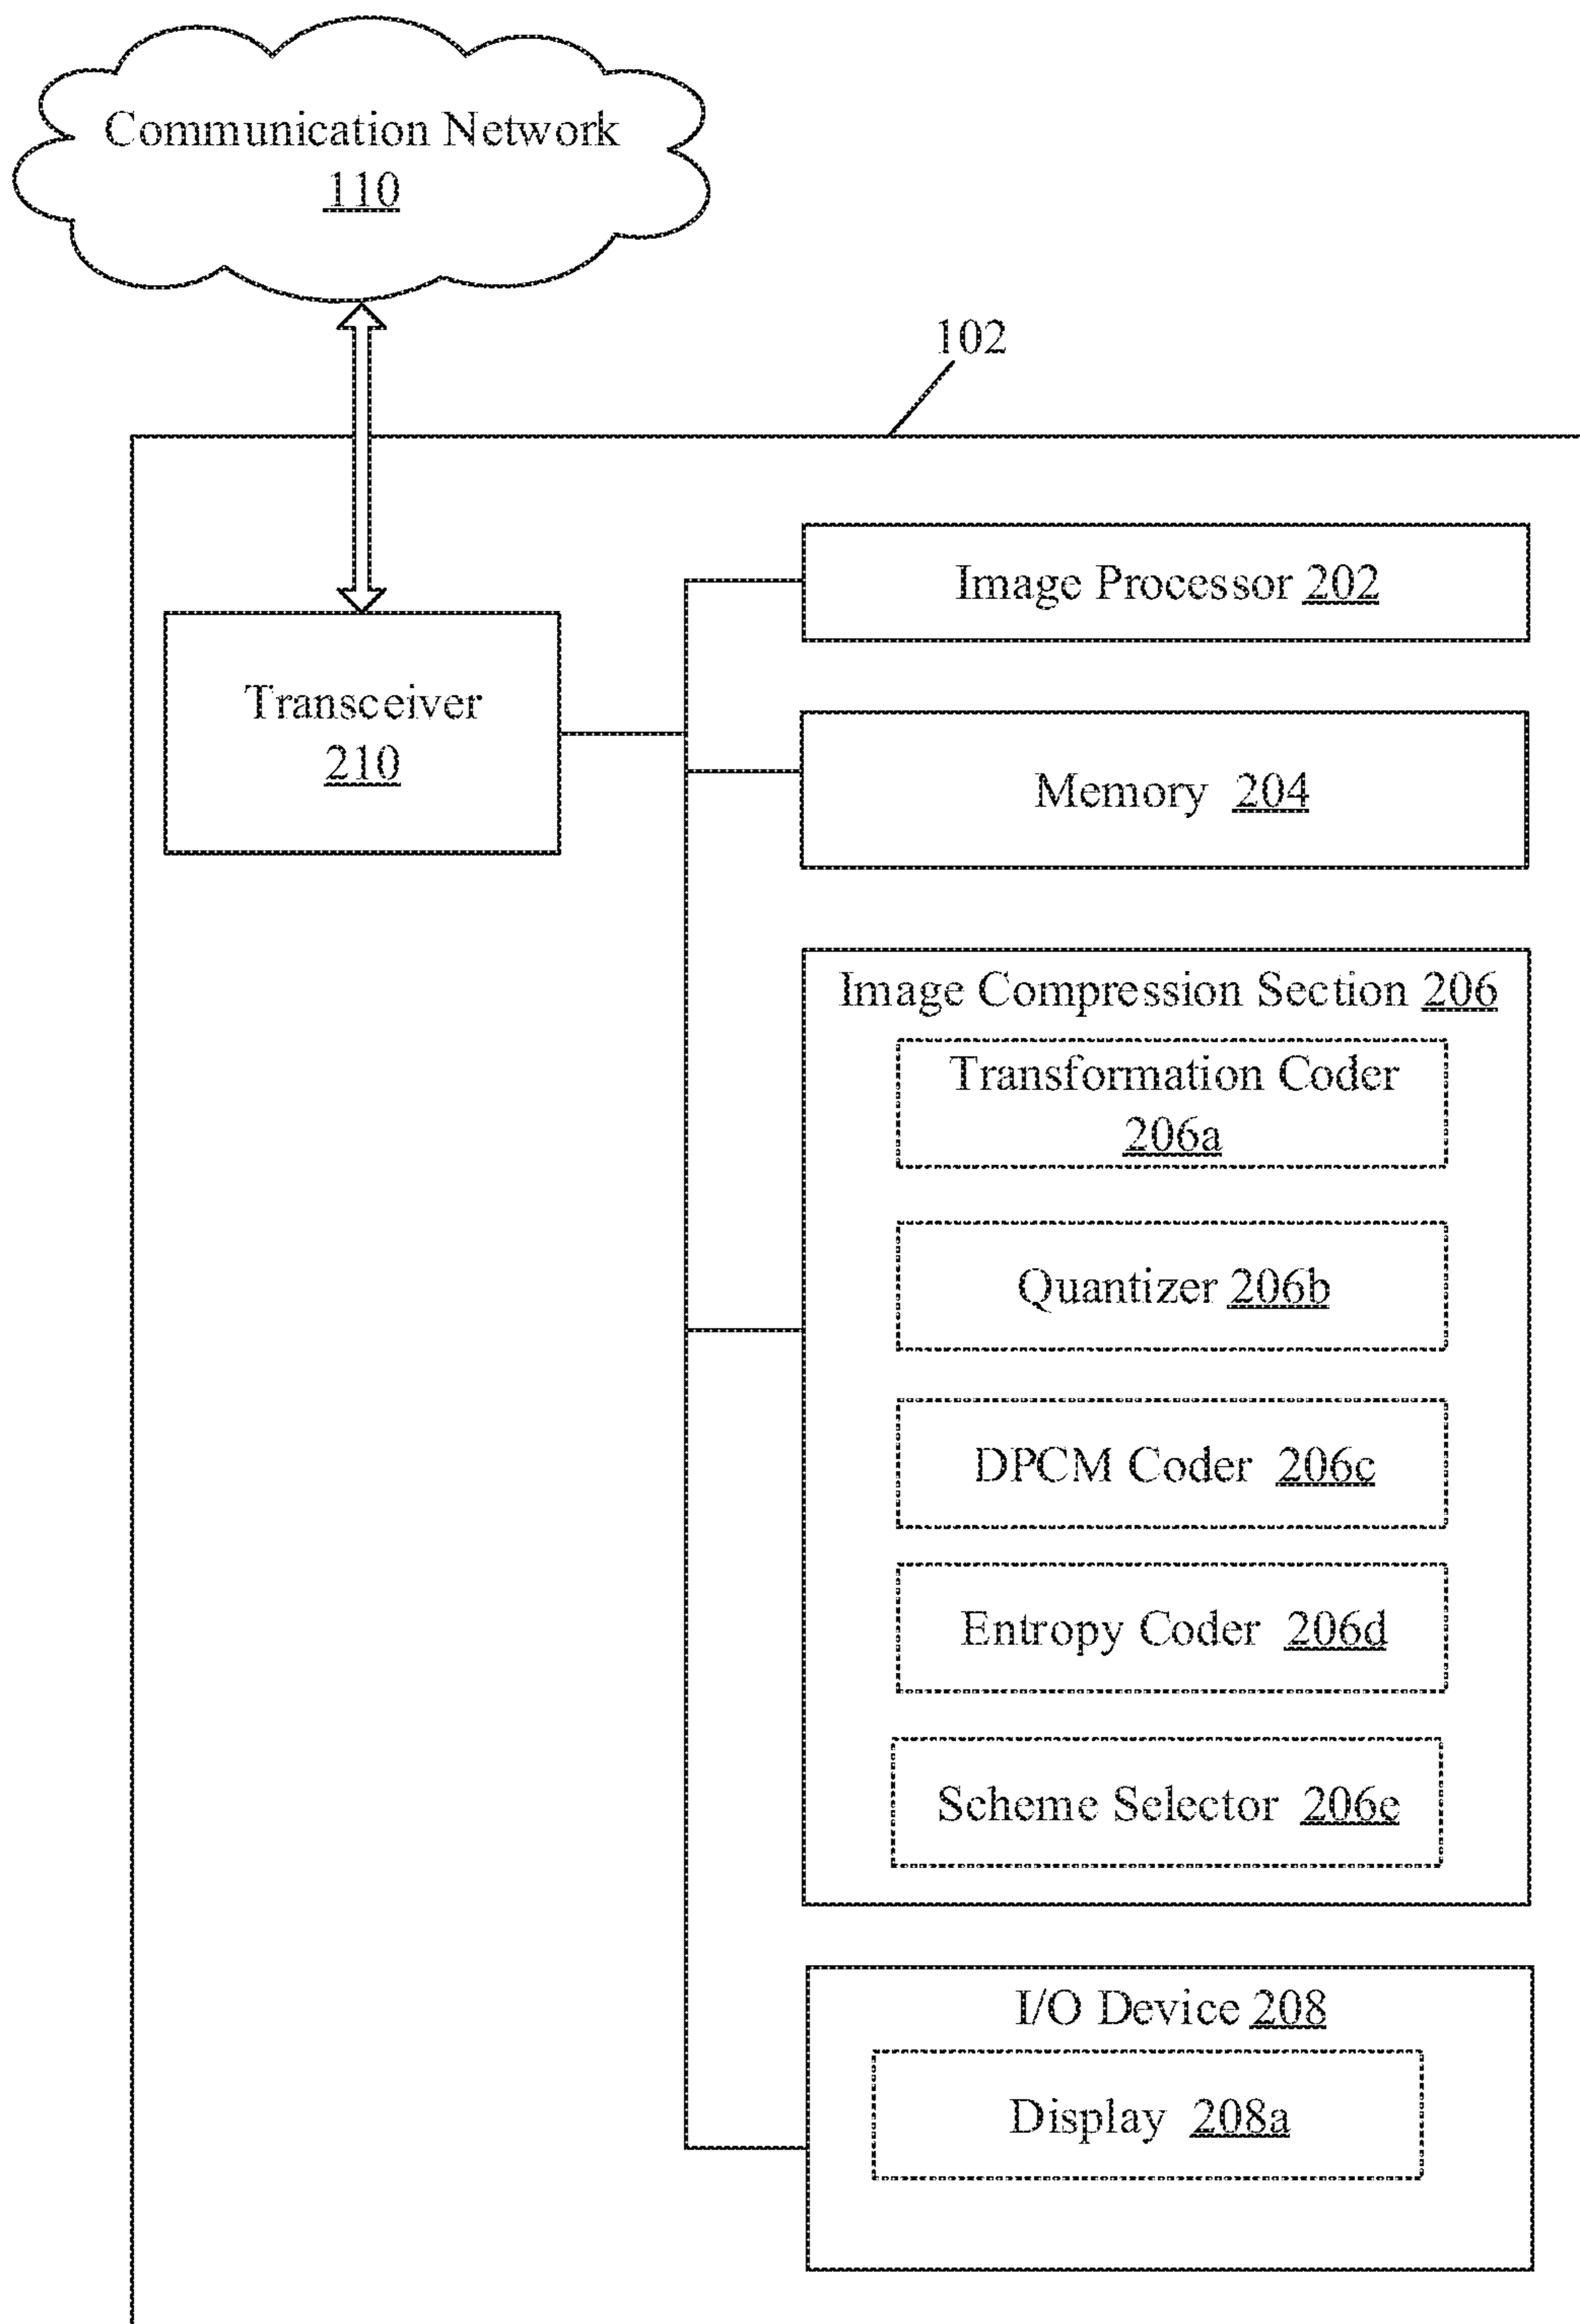 Communication Network
110
102
Image Processor 202
Transceiver
210
Memory 204
Image Compression Section 206
Transformation Coder
206a
Quantizer 206b
DPCM Coder 206c
Entropy Coder 206d
Scheme Selector 206e
I/O Device 208
Display 208a